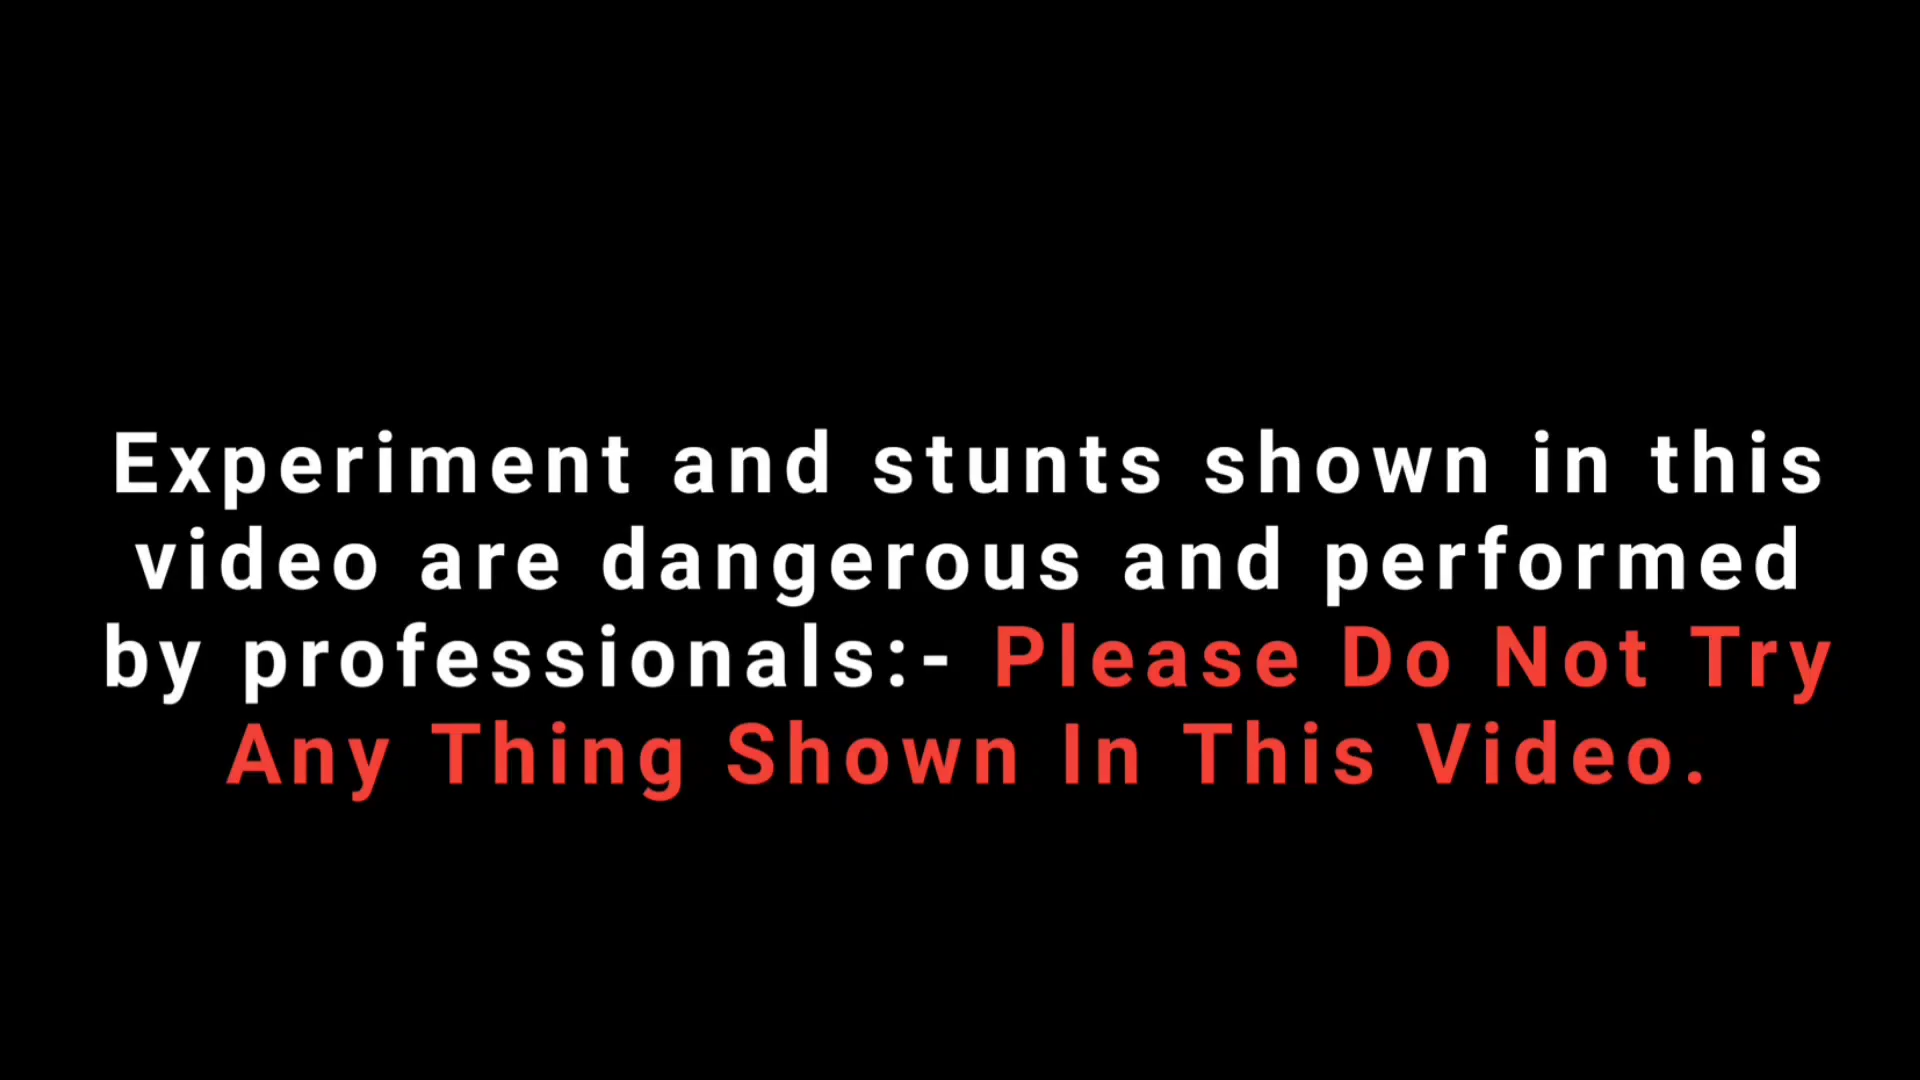 Experiment and stunts shown in this
video are dangerous and performed
by professionals:- Please Do Not Try
Any Thing Shown In This Video.